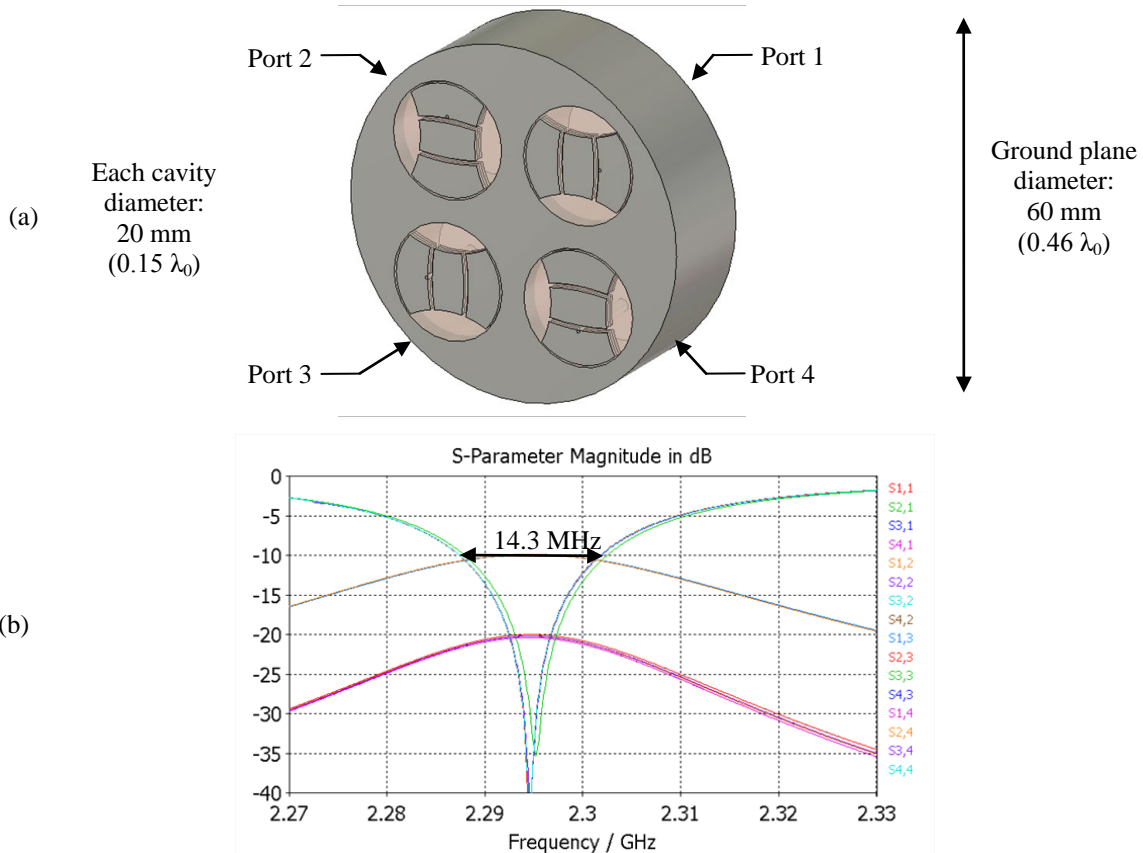 Port 2
Port 1
Each cavity
diameter:
20 mm
(0.15 λ₀)
(a)
Ground plane
diameter:
60 mm
(0.46 λ₀)
Port 3
Port 4
S-Parameter Magnitude in dB
0
-5
-10
-15
-20
-25
-30
-35
-40
14.3 MHz
S1,1
S2,1
S3,1
S4,1
S1,2
S2,2
S3,2
S4,2
S1,3
S2,3
S3,3
S4,3
S1,4
S2,4
S3,4
S4,4
(b)
2.27
2.28
2.29
2.3
2.31
2.32
2.33
Frequency / GHz